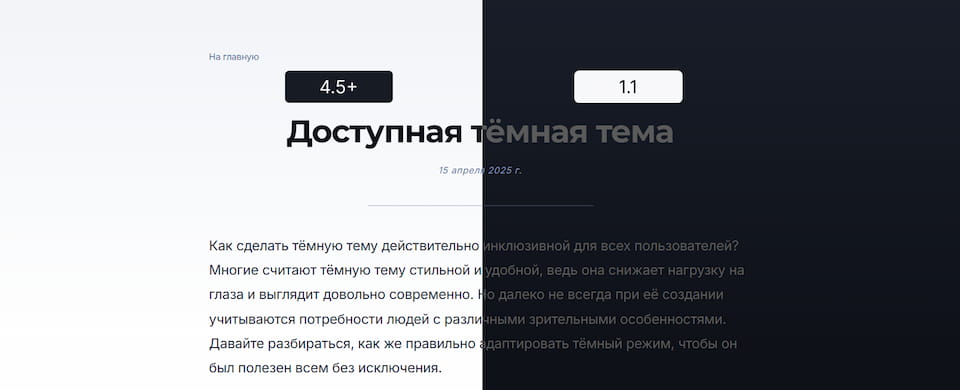 На главную
4.5+
1.1
Доступная тёмная тема
15 апреля 2025 г.
Как сделать тёмную тему действительно инклюзивной для всех пользователей?
Многие считают тёмную тему стильной и удобной, ведь она снижает нагрузку на
глаза и выглядит довольно современно. Но далеко не всегда при её создании
учитываются потребности людей с различными зрительными особенностями.
Давайте разбираться, как же правильно адаптировать тёмный режим, чтобы он
был полезен всем без исключения.